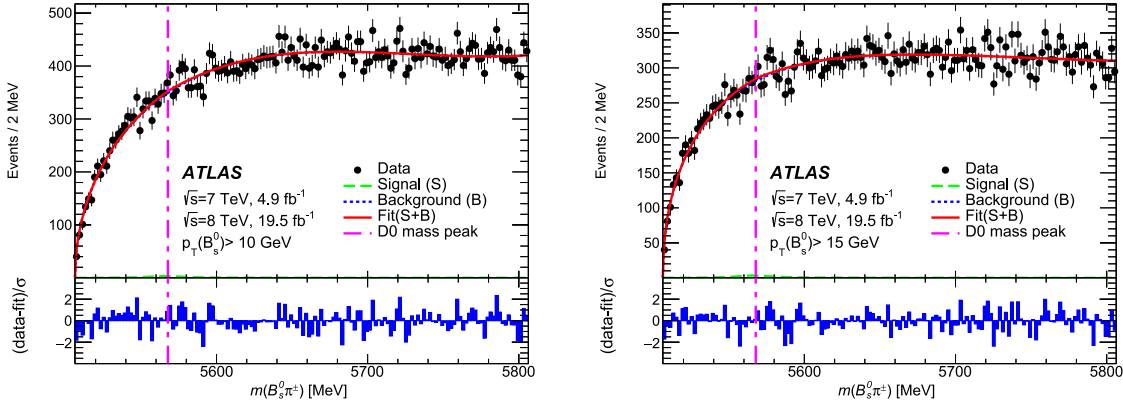 Events / 2 MeV
500
400
300
200
100
ATLAS
√s=7 TeV, 4.9 fb⁻¹
√s=8 TeV, 19.5 fb⁻¹
p_T(B_s^0)> 10 GeV
Data
Signal (S)
Background (B)
Fit(S+B)
D0 mass peak
(data-fit)/σ
2
0
−2
5600
5700
5800
m(B_s^0π±) [MeV]
Events / 2 MeV
350
300
250
200
150
100
50
ATLAS
√s=7 TeV, 4.9 fb⁻¹
√s=8 TeV, 19.5 fb⁻¹
p_T(B_s^0)> 15 GeV
Data
Signal (S)
Background (B)
Fit(S+B)
D0 mass peak
(data-fit)/σ
2
0
−2
5600
5700
5800
m(B_s^0π±) [MeV]